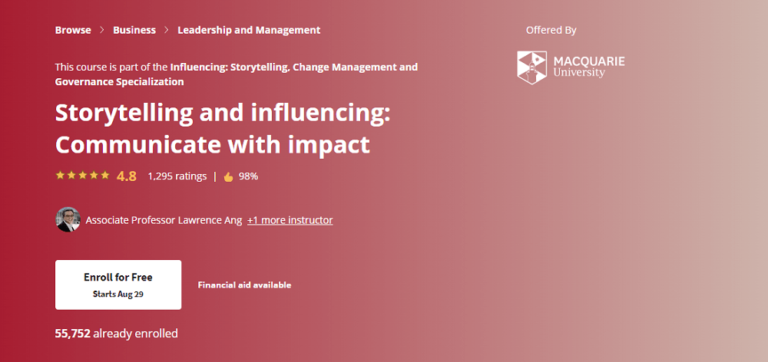 Browse > Business > Leadership and Management
Offered By
MACQUARIE
University
This course is part of the Influencing: Storytelling, Change Management and
Governance Specialization
Storytelling and influencing:
Communicate with impact
4.8 1,295 ratings | 98%
Associate Professor Lawrence Ang +1 more instructor
Enroll for Free
Starts Aug 29
Financial aid available
55,752 already enrolled